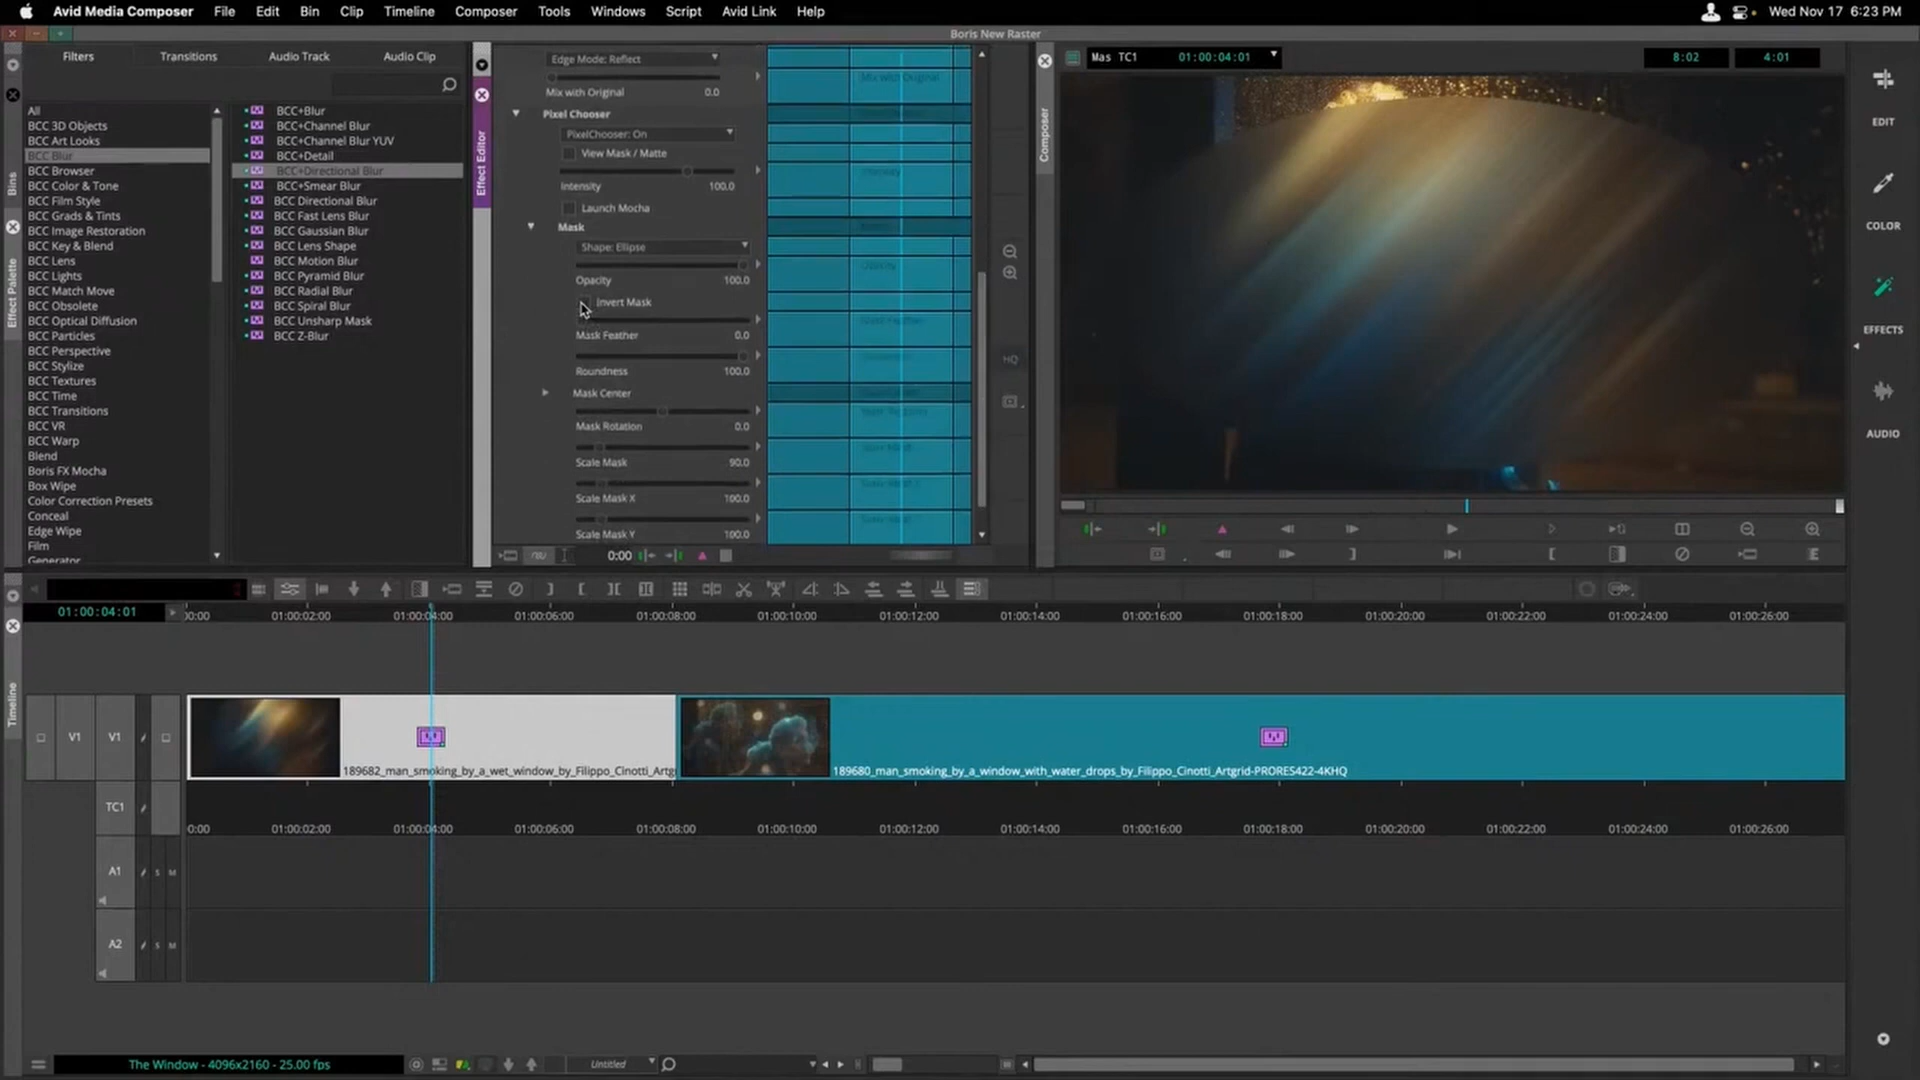 Avid Media Composer File Edit Bin Clip Timeline Composer Tools Windows Script Avid Link Help Wed Nov 17 6:23 PM
Boris New Raster
Filters Transitions Audio Track Audio Clip
All
BCC 3D Objects
BCC Art Looks
BCC Blur
BCC Browser
BCC Color & Tone
BCC Film Style
BCC Grads & Tints
BCC Image Restoration
BCC Key & Blend
BCC Lens
BCC Lights
BCC Match Move
BCC Obsolete
BCC Optical Diffusion
BCC Particles
BCC Perspective
BCC Stylize
BCC Textures
BCC Time
BCC Transitions
BCC VR
BCC Warp
Blend
Boris FX Mocha
Box Wipe
Color Correction Presets
Conceal
Edge Wipe
Film
Generator
BCC+Blur
BCC+Channel Blur
BCC+Channel Blur YUV
BCC+Detail
BCC+Directional Blur
BCC+Smear Blur
BCC Directional Blur
BCC Fast Lens Blur
BCC Gaussian Blur
BCC Lens Shape
BCC Motion Blur
BCC Pyramid Blur
BCC Radial Blur
BCC Spiral Blur
BCC Unsharp Mask
BCC Z-Blur
Bins
Effect Palette
Effect Editor
Edge Mode: Reflect
Mix with Original 0.0
Mix with Original
Pixel Chooser
PixelChooser: On
View Mask / Matte
Intensity 100.0
Launch Mocha
Mask
Shape: Ellipse
Opacity 100.0
Invert Mask
Mask Feather 0.0
Roundness 100.0
Mask Center
Mask Rotation 0.0
Scale Mask 90.0
Scale Mask X 100.0
Scale Mask Y 100.0
0:00
HQ
Composer
Mas TC1 01:00:04:01 8:02 4:01
EDIT
COLOR
EFFECTS
AUDIO
Timeline
01:00:04:01
0:00 01:00:02:00 01:00:04:00 01:00:06:00 01:00:08:00 01:00:10:00 01:00:12:00 01:00:14:00 01:00:16:00 01:00:18:00 01:00:20:00 01:00:22:00 01:00:24:00 01:00:26:00
V1 V1
189682_man_smoking_by_a_wet_window_by_Filippo_Cinotti_Artg
189680_man_smoking_by_a_window_with_water_drops_by_Filippo_Cinotti_Artgrid-PRORES422-4KHQ
TC1
0:00 01:00:02:00 01:00:04:00 01:00:06:00 01:00:08:00 01:00:10:00 01:00:12:00 01:00:14:00 01:00:16:00 01:00:18:00 01:00:20:00 01:00:22:00 01:00:24:00 01:00:26:00
A1 S M
A2 S M
The Window - 4096x2160 - 25.00 fps
Untitled